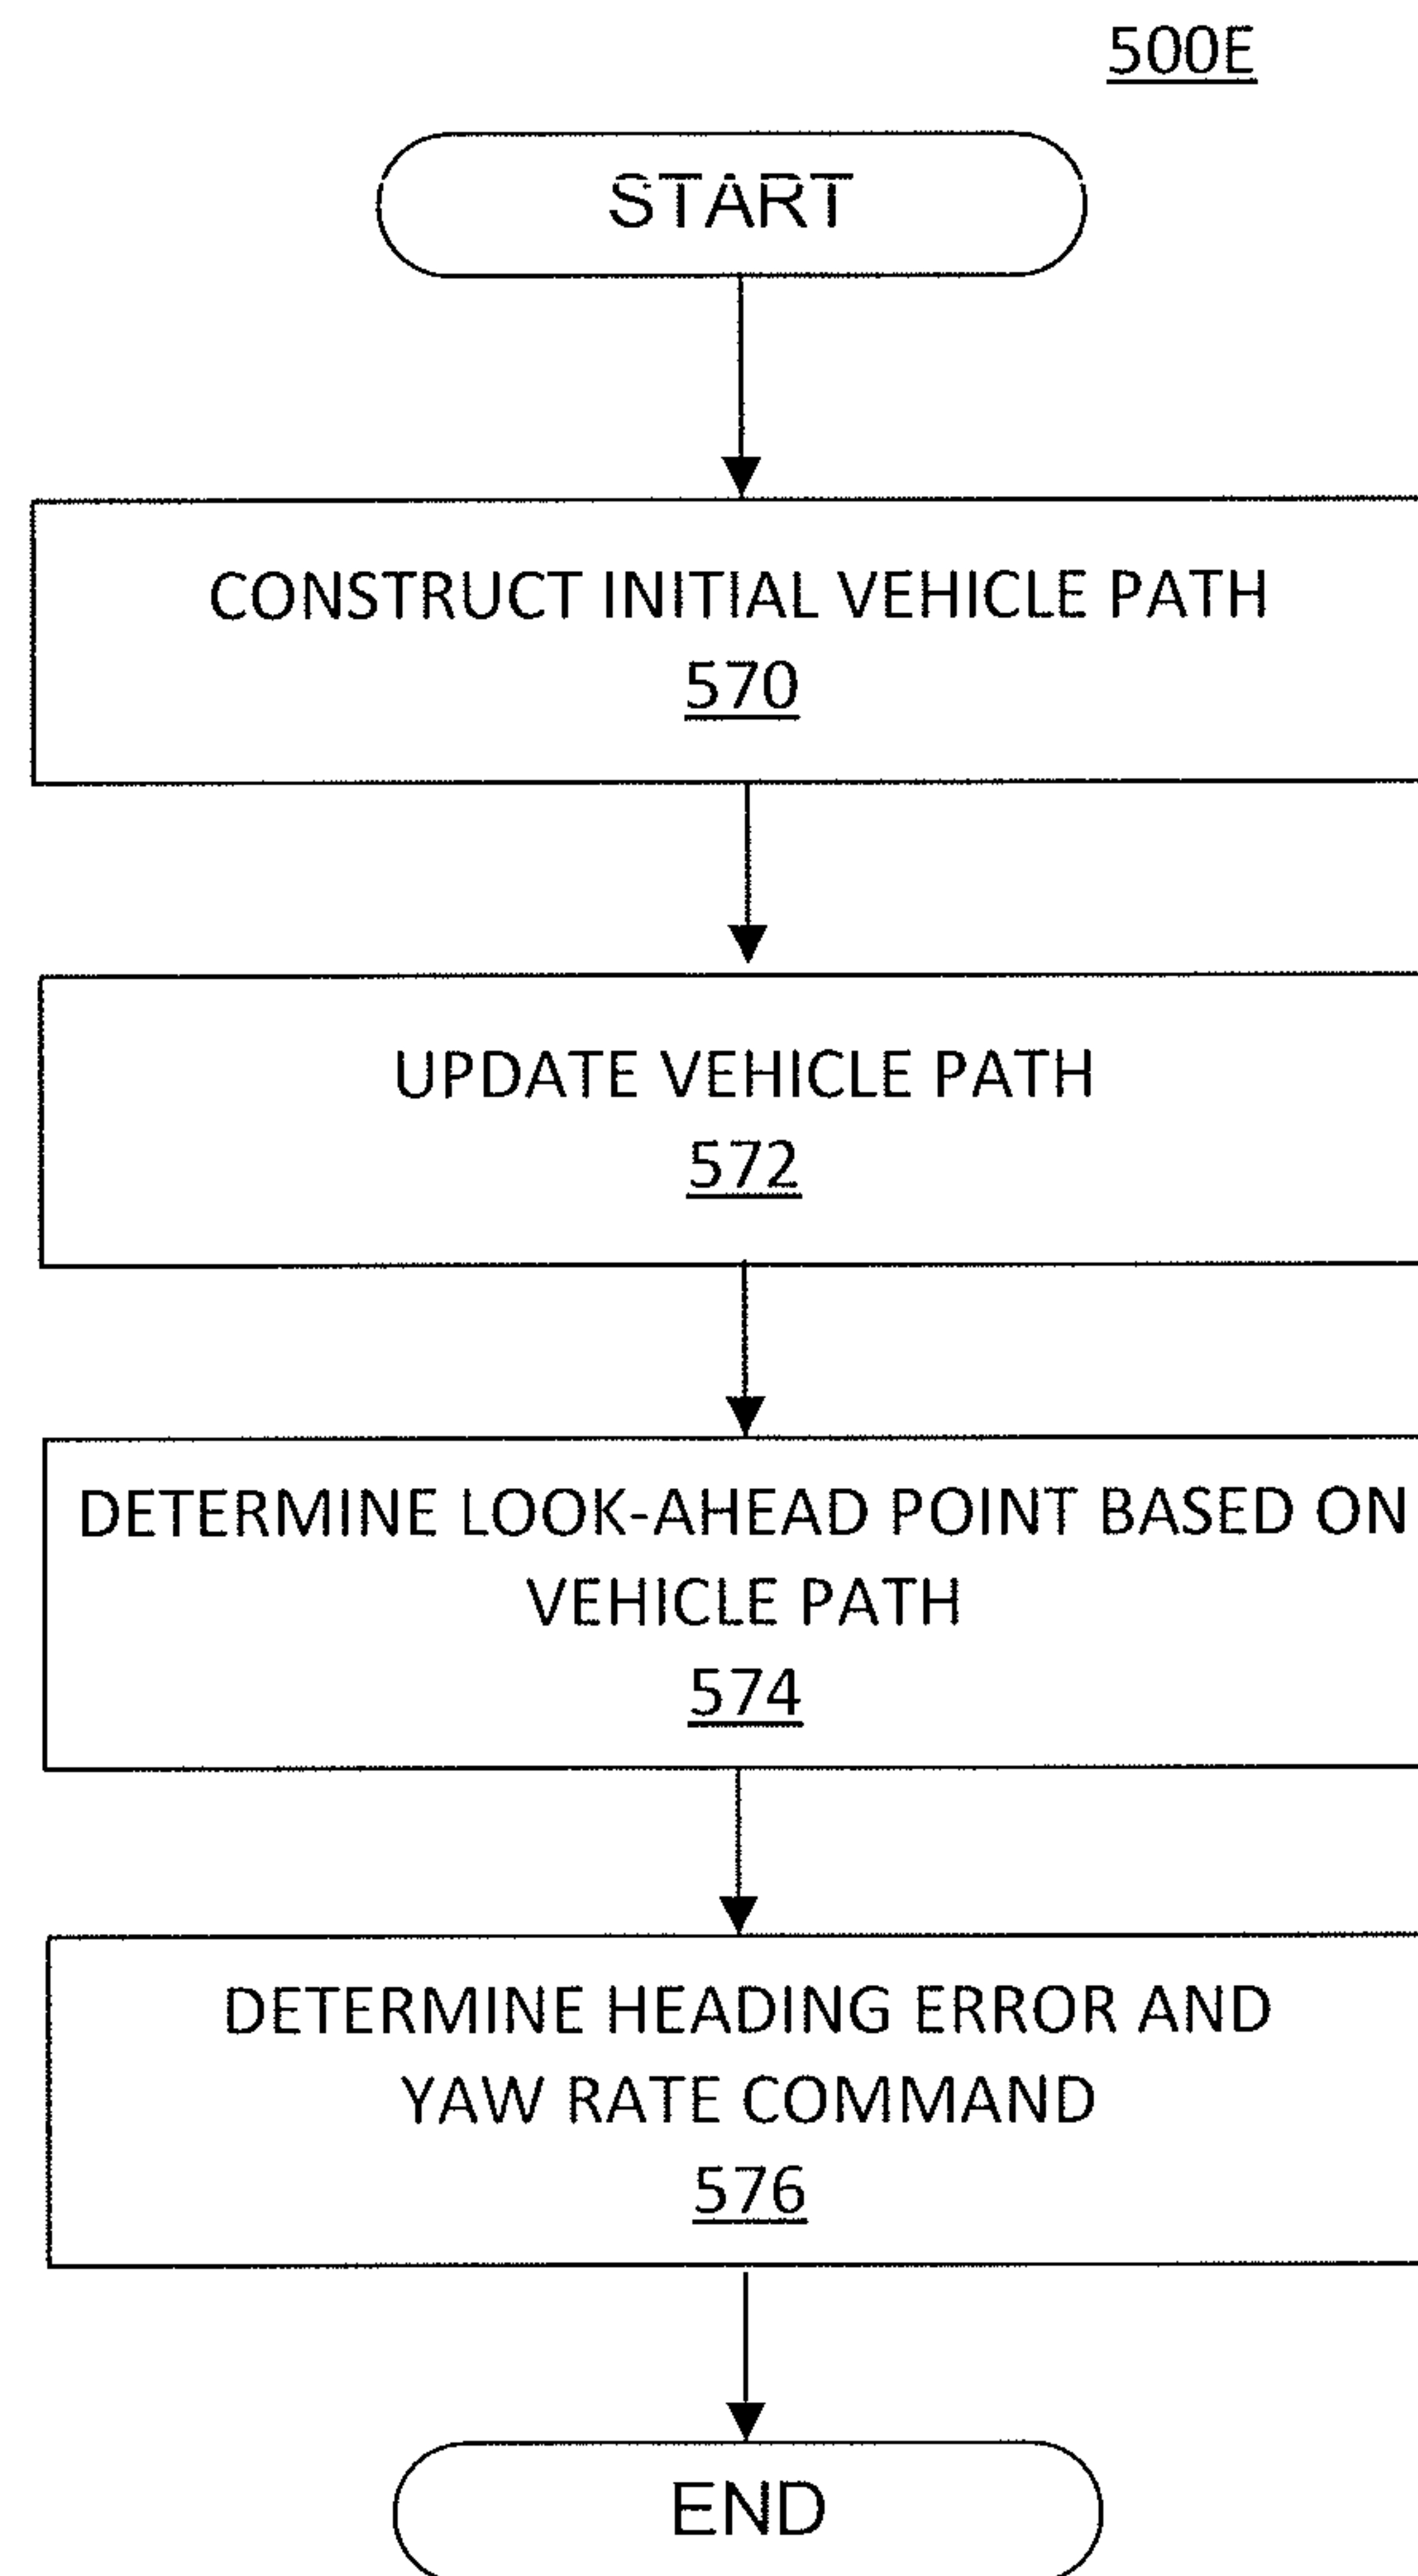 500E
START
CONSTRUCT INITIAL VEHICLE PATH
570
UPDATE VEHICLE PATH
572
DETERMINE LOOK-AHEAD POINT BASED ON
VEHICLE PATH
574
DETERMINE HEADING ERROR AND
YAW RATE COMMAND
576
END